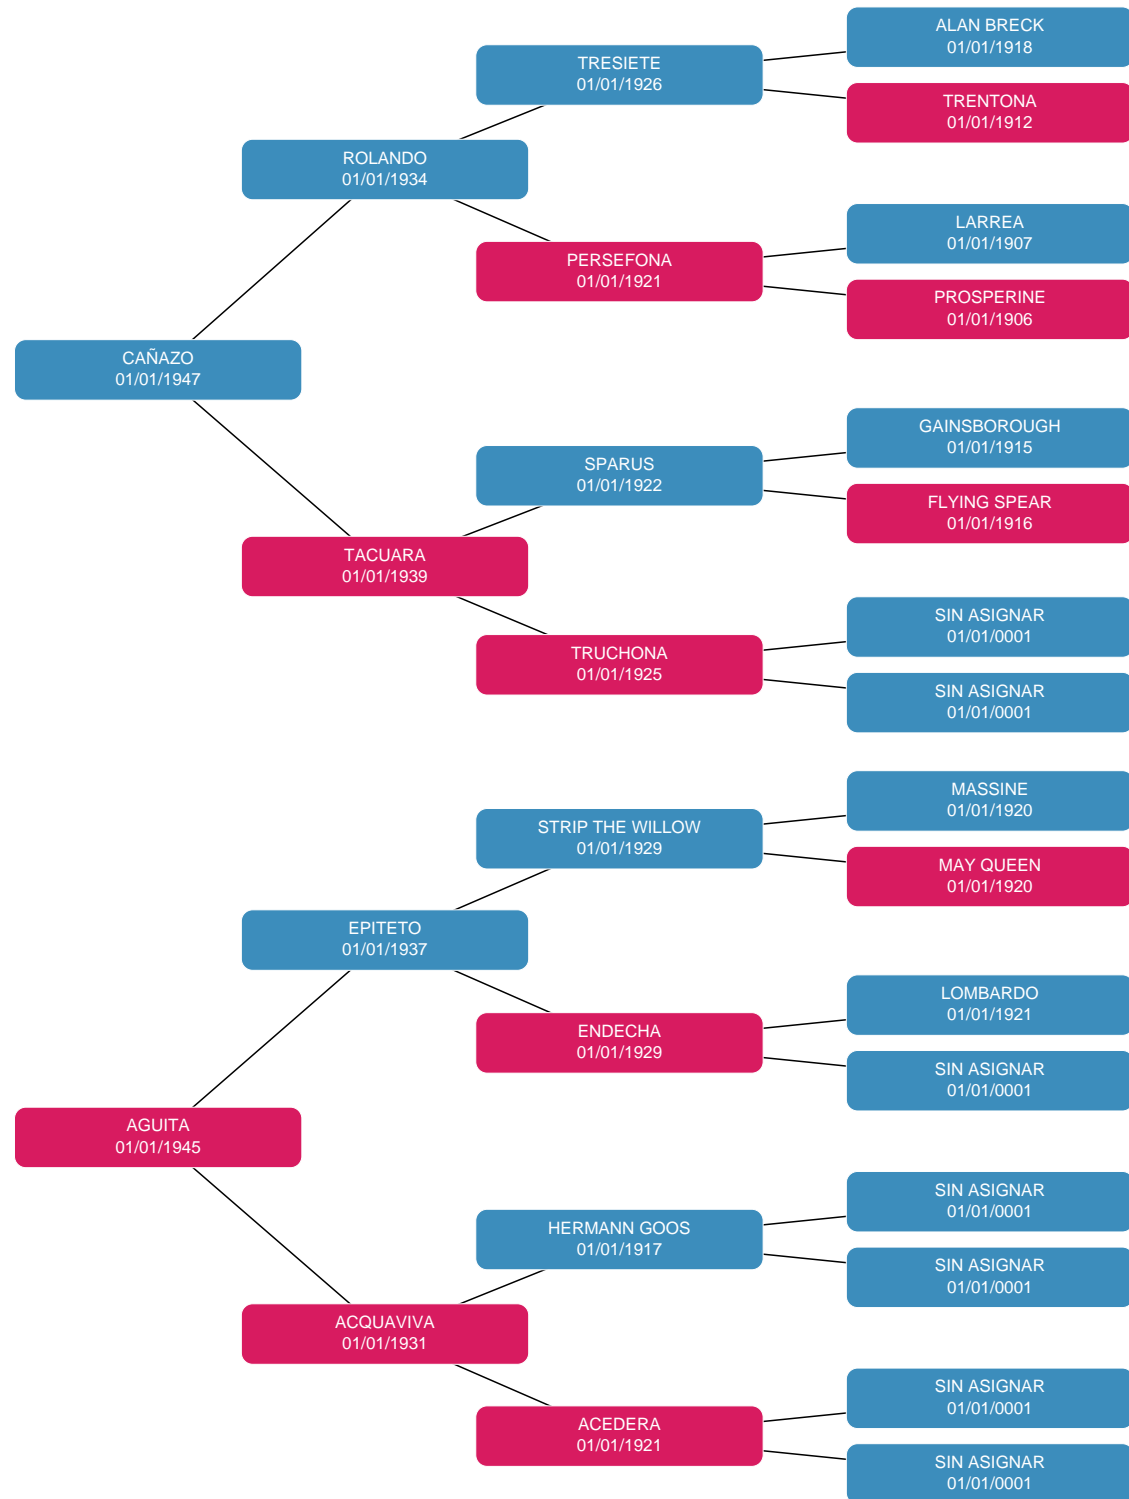 ALAN BRECK
01/01/1918
TRESIETE
01/01/1926
TRENTONA
01/01/1912
ROLANDO
01/01/1934
LARREA
01/01/1907
PERSEFONA
01/01/1921
PROSPERINE
01/01/1906
CAÑAZO
01/01/1947
GAINSBOROUGH
01/01/1915
SPARUS
01/01/1922
FLYING SPEAR
01/01/1916
TACUARA
01/01/1939
SIN ASIGNAR
01/01/0001
TRUCHONA
01/01/1925
SIN ASIGNAR
01/01/0001
MASSINE
01/01/1920
STRIP THE WILLOW
01/01/1929
MAY QUEEN
01/01/1920
EPITETO
01/01/1937
LOMBARDO
01/01/1921
ENDECHA
01/01/1929
SIN ASIGNAR
01/01/0001
AGUITA
01/01/1945
SIN ASIGNAR
01/01/0001
HERMANN GOOS
01/01/1917
SIN ASIGNAR
01/01/0001
ACQUAVIVA
01/01/1931
SIN ASIGNAR
01/01/0001
ACEDERA
01/01/1921
SIN ASIGNAR
01/01/0001